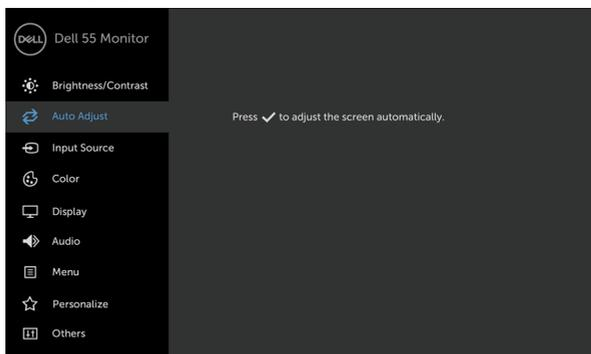 DELL Dell 55 Monitor
Brightness/Contrast
Auto Adjust
Press ✓ to adjust the screen automatically.
Input Source
Color
Display
Audio
Menu
Personalize
Others